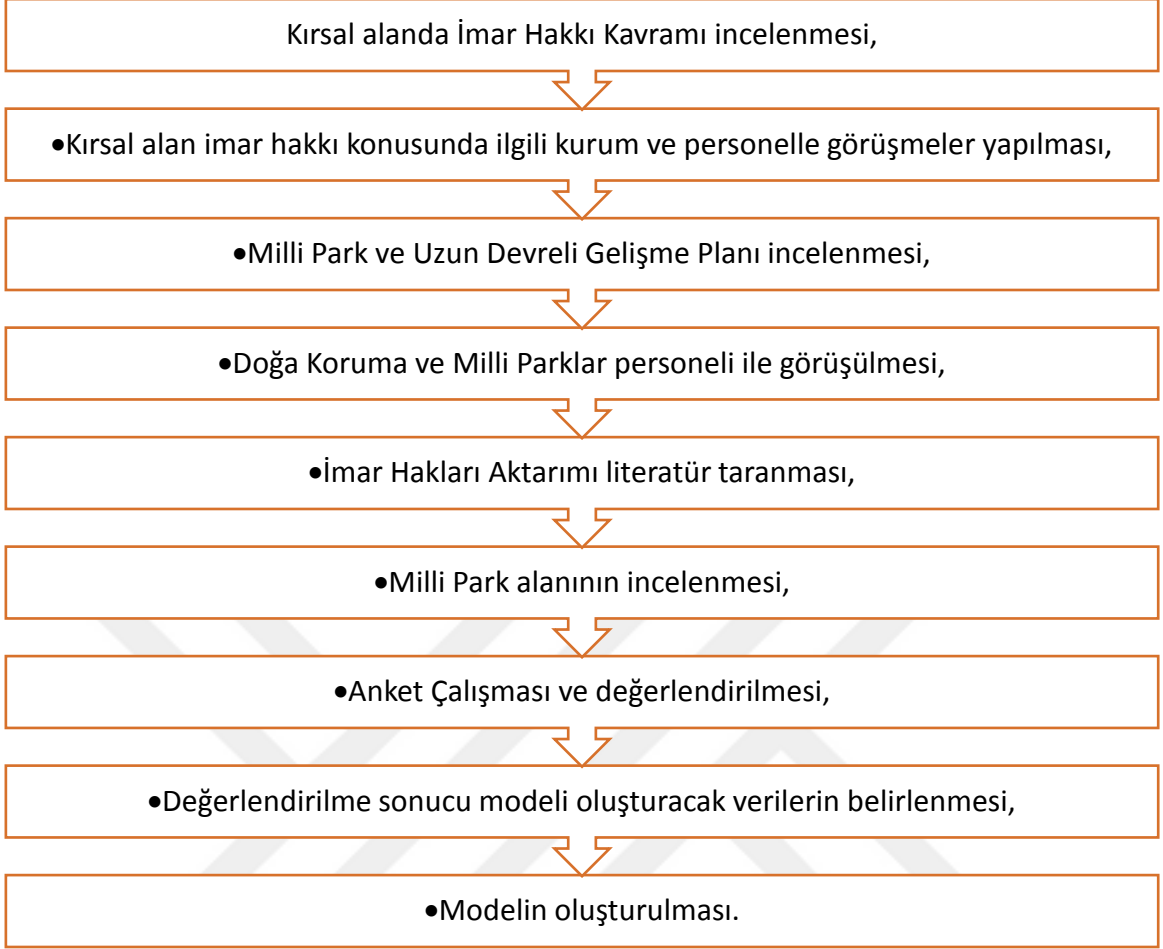 Kırsal alanda İmar Hakkı Kavramı incelenmesi,
•Kırsal alan imar hakkı konusunda ilgili kurum ve personelle görüşmeler yapılması,
•Milli Park ve Uzun Devreli Gelişme Planı incelenmesi,
•Doğa Koruma ve Milli Parklar personeli ile görüşülmesi,
•İmar Hakları Aktarımı literatür taranması,
•Milli Park alanının incelenmesi,
•Anket Çalışması ve değerlendirilmesi,
•Değerlendirilme sonucu modeli oluşturacak verilerin belirlenmesi,
•Modelin oluşturulması.